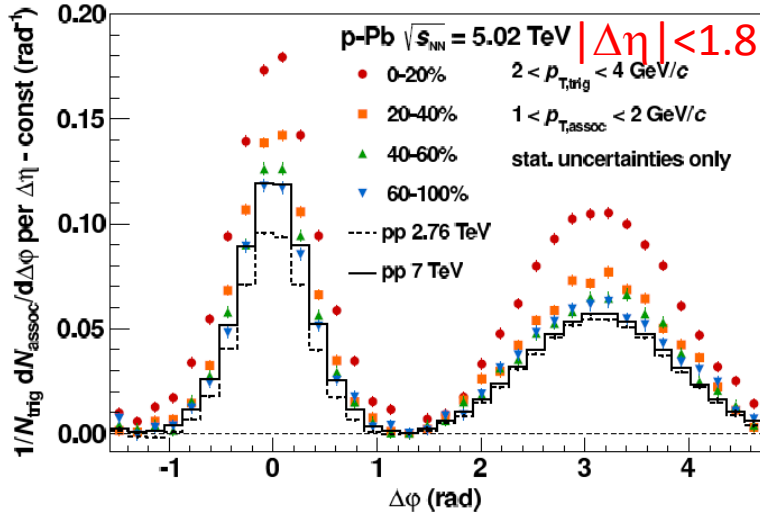 p-Pb √sNN = 5.02 TeV |Δη|<1.8
0-20%
20-40%
40-60%
60-100%
pp 2.76 TeV
pp 7 TeV
2 < pT,trig < 4 GeV/c
1 < pT,assoc < 2 GeV/c
stat. uncertainties only
1/Ntrig dNassoc/dΔφ per Δη - const (rad⁻¹)
0.20
0.15
0.10
0.05
0.00
-1 0 1 2 3 4
Δφ (rad)